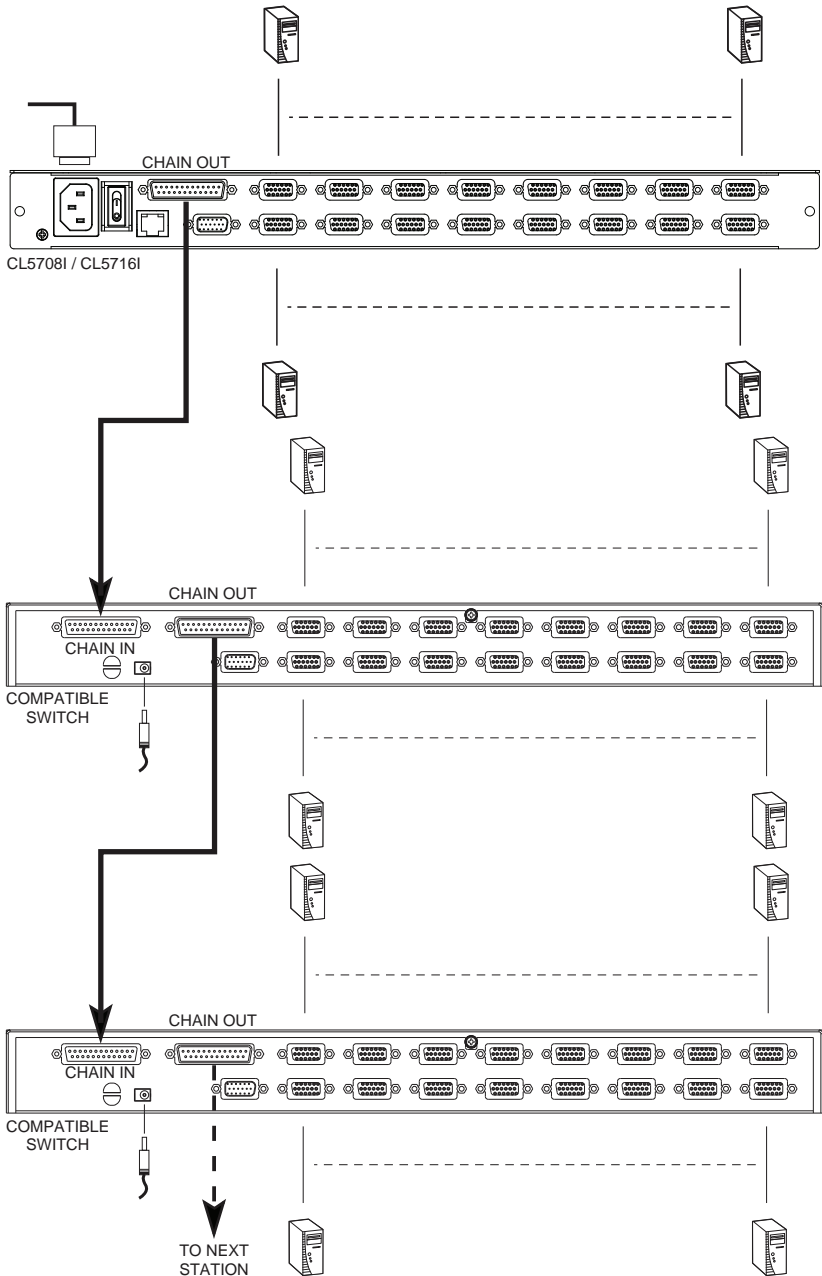 CHAIN OUT
CL5708I / CL5716I
CHAIN OUT
CHAIN IN
COMPATIBLE
SWITCH
CHAIN OUT
CHAIN IN
COMPATIBLE
SWITCH
TO NEXT
STATION